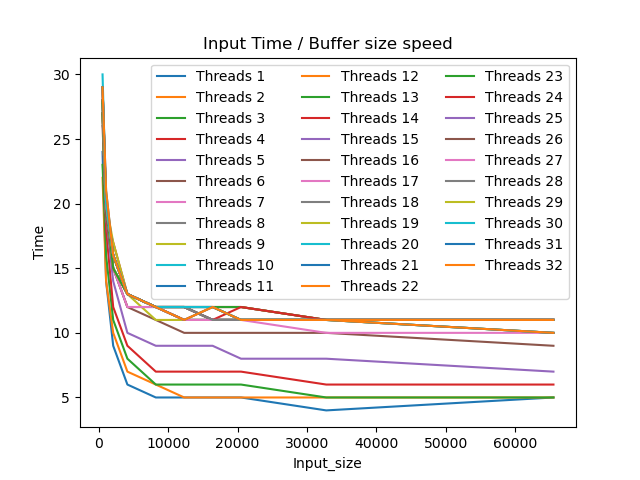 Input Time / Buffer size speed
Time
30
25
20
15
10
5
Threads 1
Threads 2
Threads 3
Threads 4
Threads 5
Threads 6
Threads 7
Threads 8
Threads 9
Threads 10
Threads 11
Threads 12
Threads 13
Threads 14
Threads 15
Threads 16
Threads 17
Threads 18
Threads 19
Threads 20
Threads 21
Threads 22
Threads 23
Threads 24
Threads 25
Threads 26
Threads 27
Threads 28
Threads 29
Threads 30
Threads 31
Threads 32
0 10000 20000 30000 40000 50000 60000
Input_size